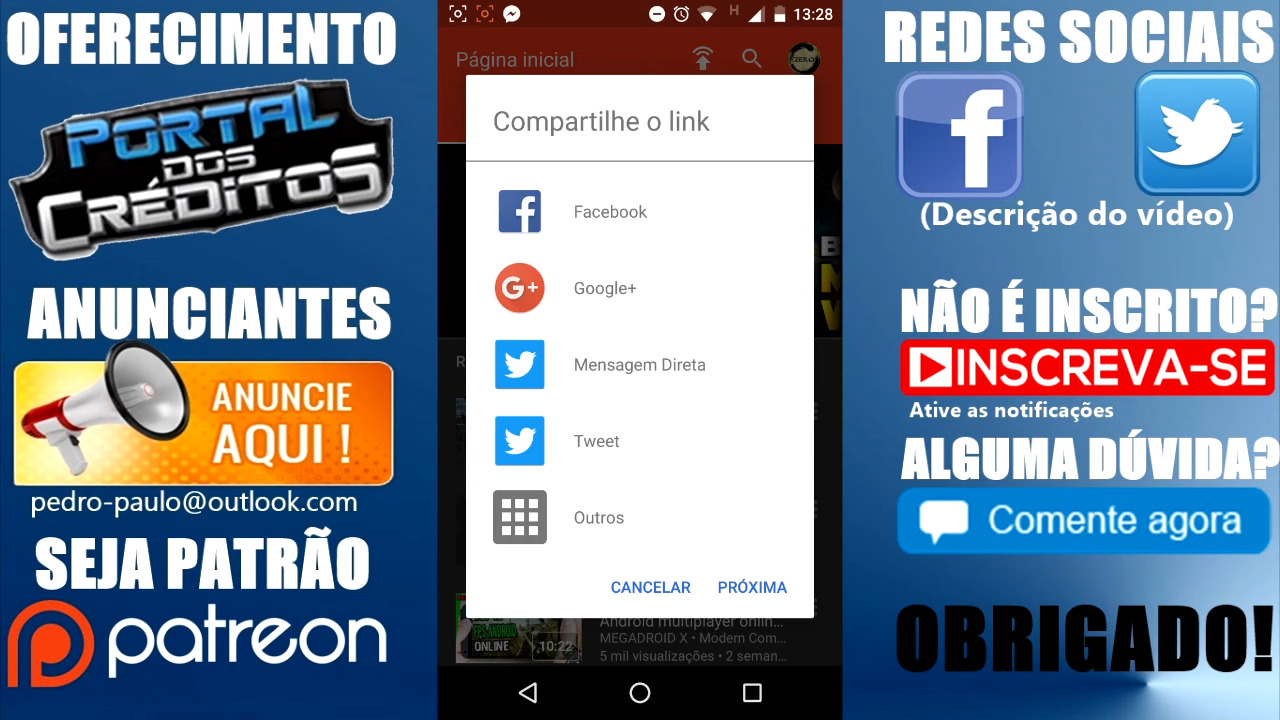 OFERECIMENTO
PORTAL
DOS
CRÉDITOS
ANUNCIANTES
ANUNCIE
AQUI !
pedro-paulo@outlook.com
SEJA PATRÃO
patreon
H 13:28
Página inicial
Compartilhe o link
Facebook
G+ Google+
Mensagem Direta
Tweet
Outros
CANCELAR PRÓXIMA
Android multiplayer onlin...
MEGADROID X • Modern Com...
5 mil visualizações • 2 seman...
FPS ANDROID
ONLINE
10:22
REDES SOCIAIS
(Descrição do vídeo)
NÃO É INSCRITO?
INSCREVA-SE
Ative as notificações
ALGUMA DÚVIDA?
Comente agora
OBRIGADO!